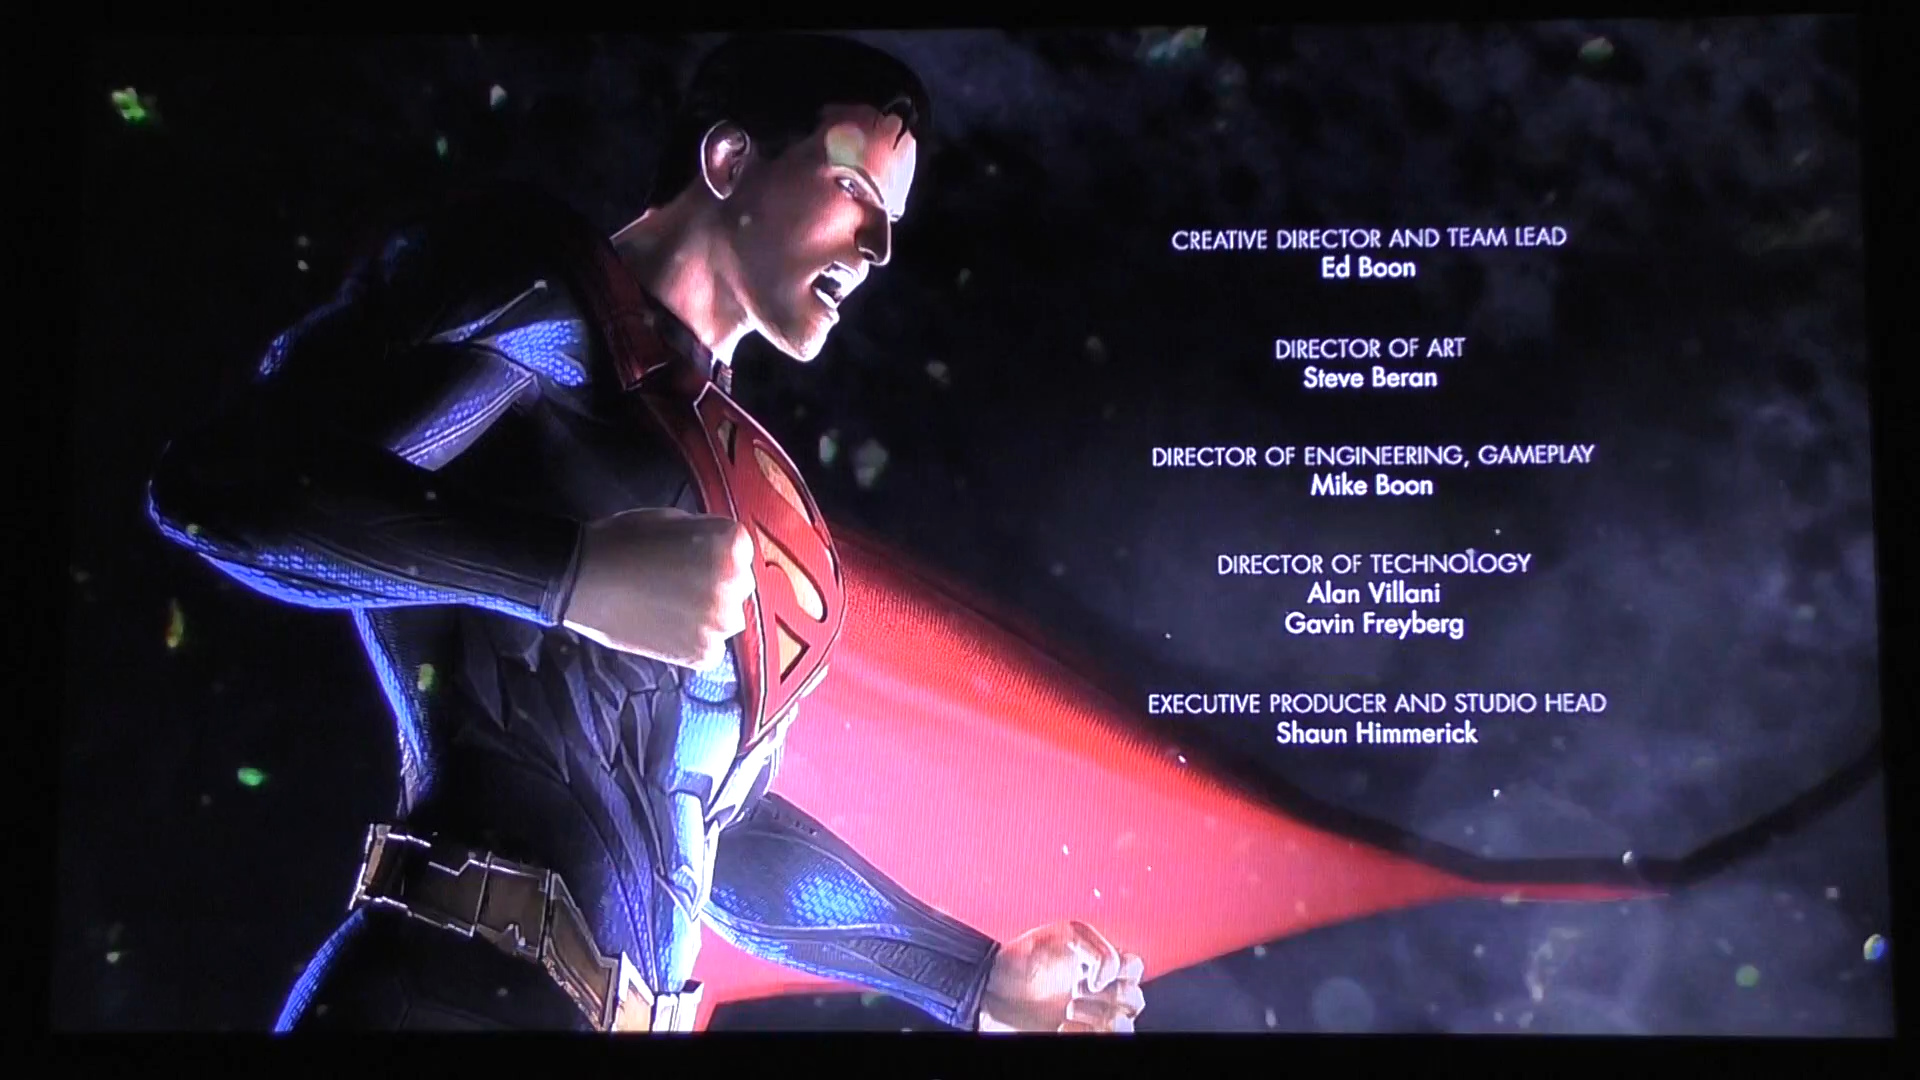 CREATIVE DIRECTOR AND TEAM LEAD
Ed Boon
DIRECTOR OF ART
Steve Beran
DIRECTOR OF ENGINEERING, GAMEPLAY
Mike Boon
DIRECTOR OF TECHNOLOGY
Alan Villani
Gavin Freyberg
EXECUTIVE PRODUCER AND STUDIO HEAD
Shaun Himmerick